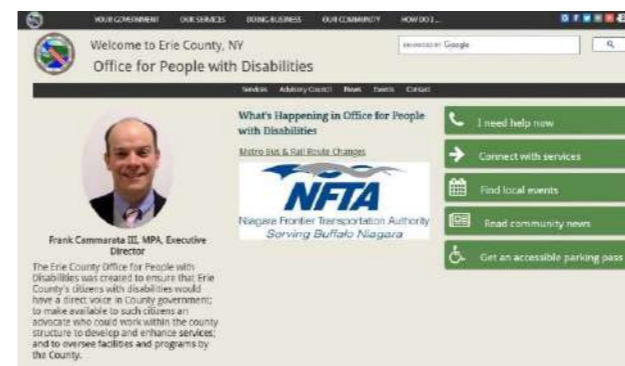 YOUR GOVERNMENT OUR SERVICES DOING BUSINESS OUR COMMUNITY HOW DO I ...
Welcome to Erie County, NY
Office for People with Disabilities
Google
Services Advisory Council News Events Contact
What's Happening in Office for People
with Disabilities
Metro Bus & Rail Route Changes
NFTA
Niagara Frontier Transportation Authority
Serving Buffalo Niagara
Frank Cammarata III, MPA, Executive
Director
The Erie County Office for People with
Disabilities was created to ensure that Erie
County's citizens with disabilities would
have a direct voice in County government;
to make available to such citizens an
advocate who could work within the county
structure to develop and enhance services;
and to oversee facilities and programs by
the County.
I need help now
Connect with services
Find local events
Read community news
Get an accessible parking pass